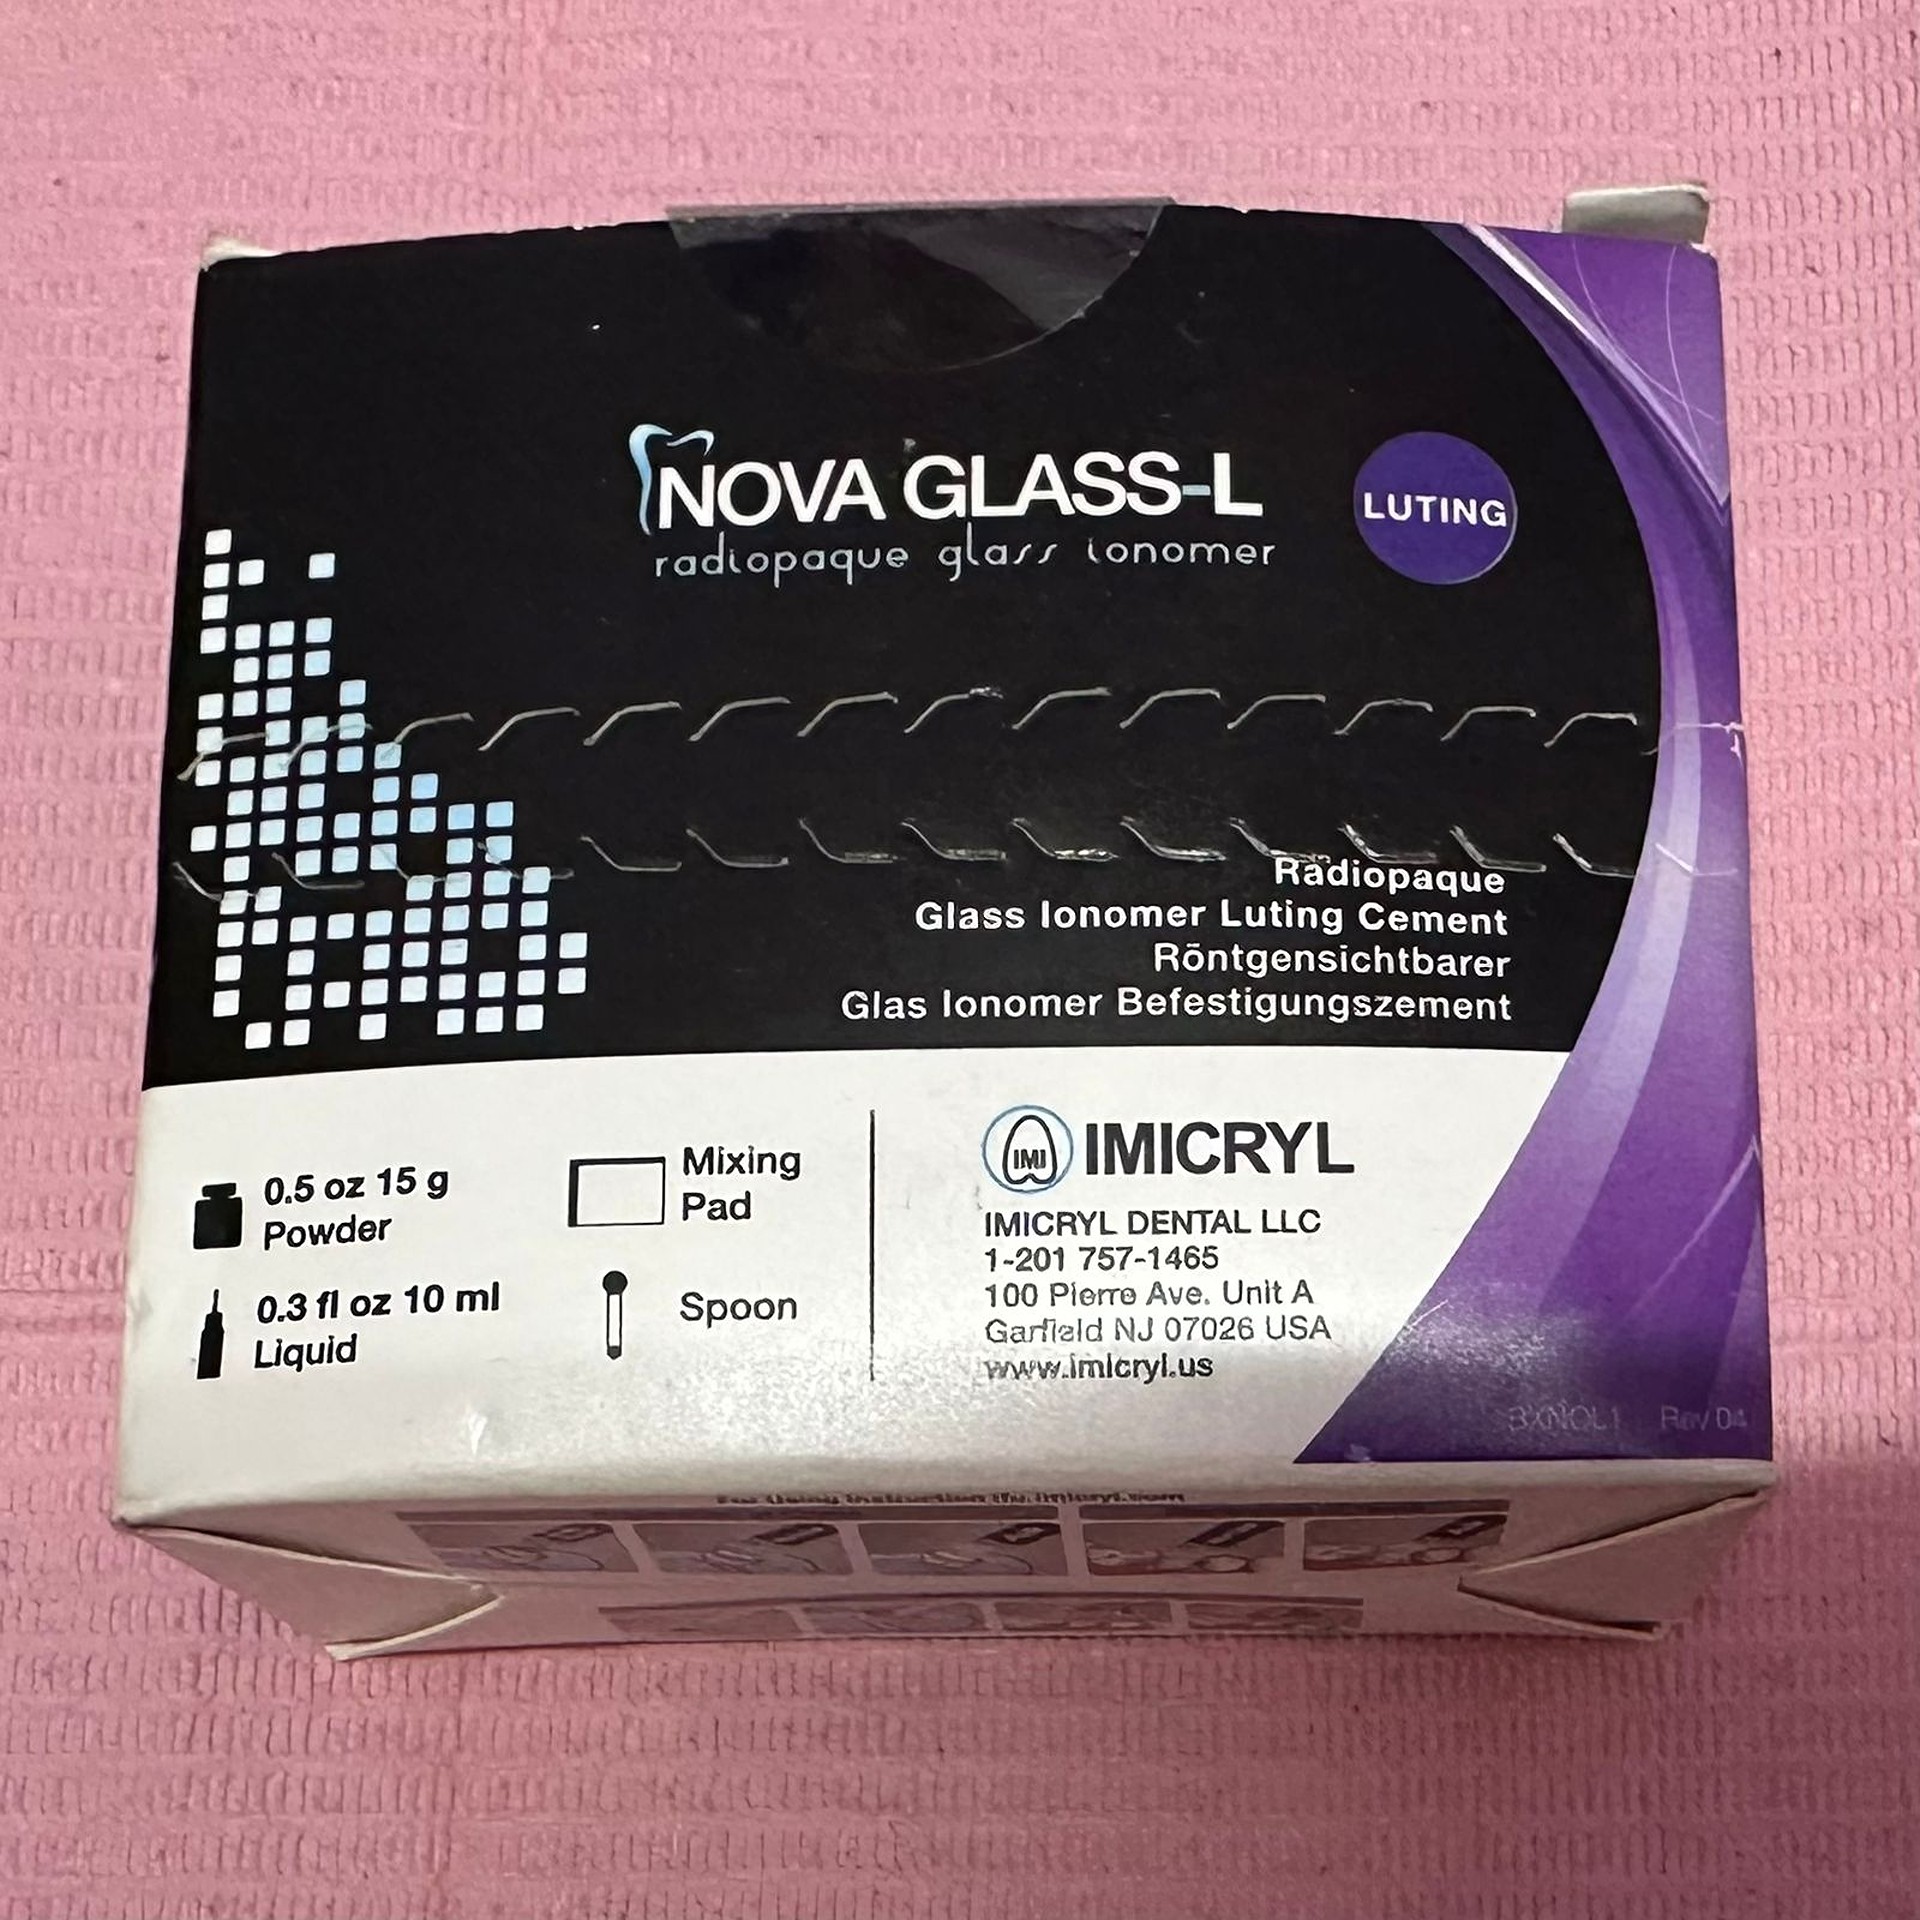 NOVA GLASS-L
radiopaque glass ionomer
LUTING
Radiopaque
Glass Ionomer Luting Cement
Röntgensichtbarer
Glas Ionomer Befestigungszement
0.5 oz 15 g
Powder
Mixing
Pad
0.3 fl oz 10 ml
Liquid
Spoon
IMI IMICRYL
IMICRYL DENTAL LLC
1-201 757-1465
100 Pierre Ave. Unit A
Garfield NJ 07026 USA
www.imicryl.us
Rev 04